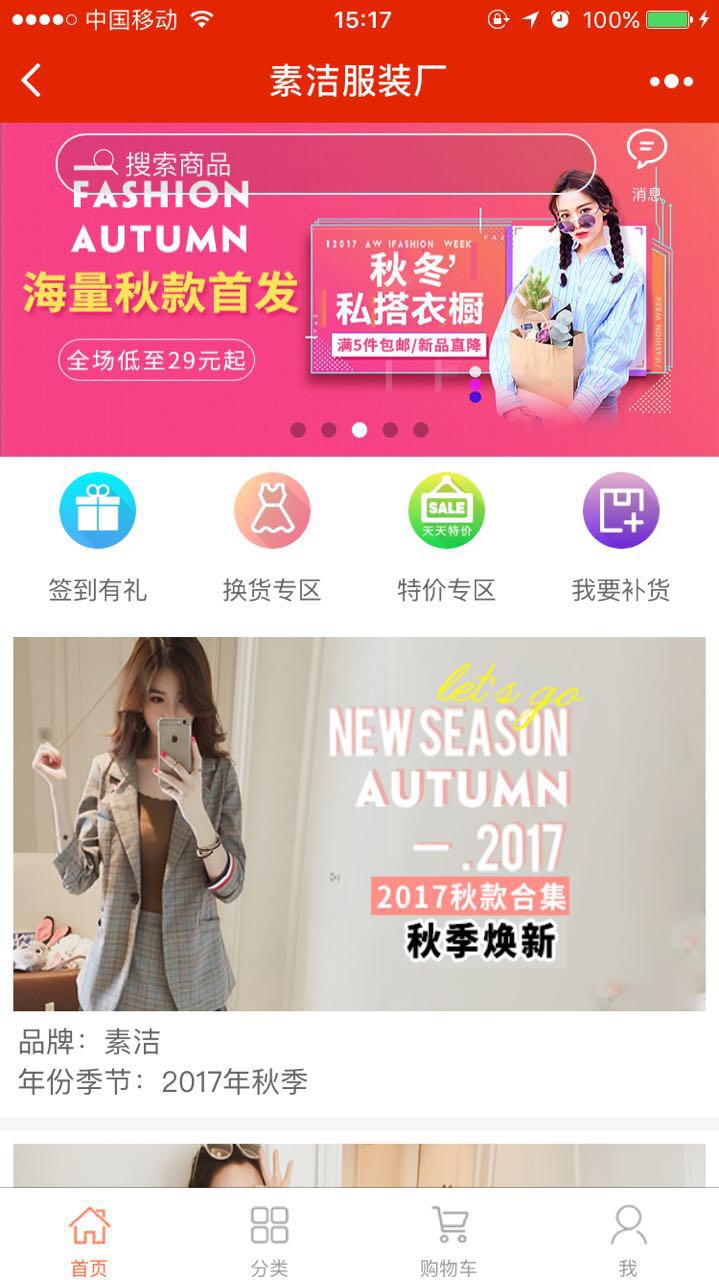 中国移动
15:17
100%
素洁服装厂
搜索商品
消息
FASHION
AUTUMN
海量秋款首发
全场低至29元起
2017 AW IFASHION WEEK
秋冬’
私搭衣橱
满5件包邮/新品直降
/FASHION WEEK
SALE
天天特价
签到有礼
换货专区
特价专区
我要补货
let's go
NEW SEASON
AUTUMN
—.2017
2017秋款合集
秋季焕新
品牌：素洁
年份季节：2017年秋季
首页
分类
购物车
我